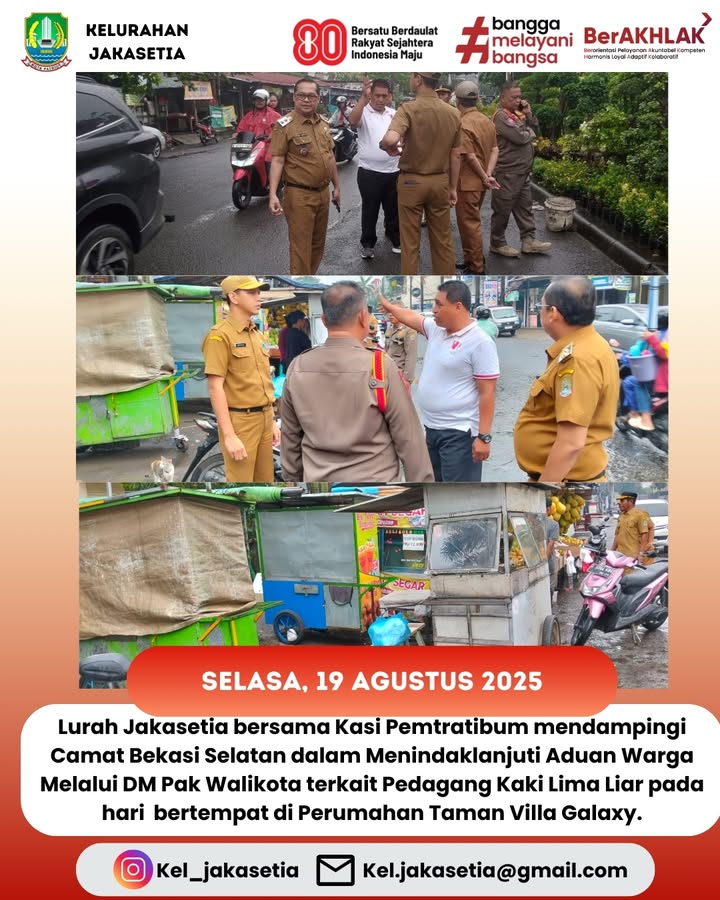 KELURAHAN
JAKASETIA
80
Bersatu Berdaulat
Rakyat Sejahtera
Indonesia Maju
#bangga
melayani
bangsa
BerAKHLAK
Berorientasi Pelayanan Akuntabel Kompeten
Harmonis Loyal Adaptif Kolaboratif
SEGAR
SEGAR
SELASA, 19 AGUSTUS 2025
Lurah Jakasetia bersama Kasi Pemtratibum mendampingi
Camat Bekasi Selatan dalam Menindaklanjuti Aduan Warga
Melalui DM Pak Walikota terkait Pedagang Kaki Lima Liar pada
hari bertempat di Perumahan Taman Villa Galaxy.
Kel_jakasetia
Kel.jakasetia@gmail.com